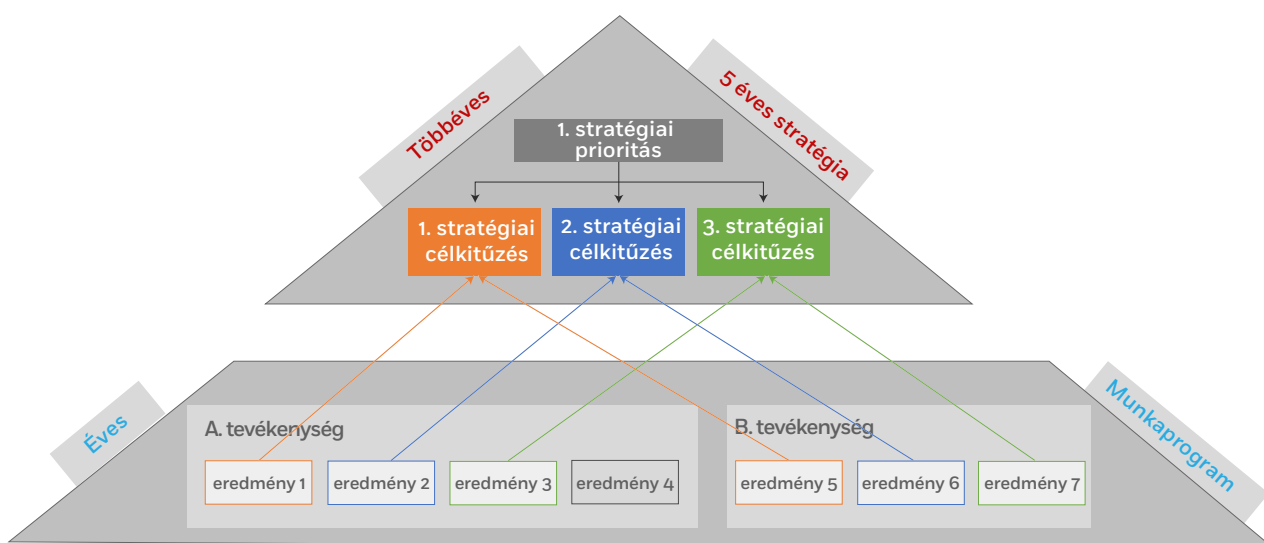 Többéves
5 éves stratégia
1. stratégiai
prioritás
1. stratégiai
célkitűzés
2. stratégiai
célkitűzés
3. stratégiai
célkitűzés
Éves
Munkaprogram
A. tevékenység
B. tevékenység
eredmény 1
eredmény 2
eredmény 3
eredmény 4
eredmény 5
eredmény 6
eredmény 7